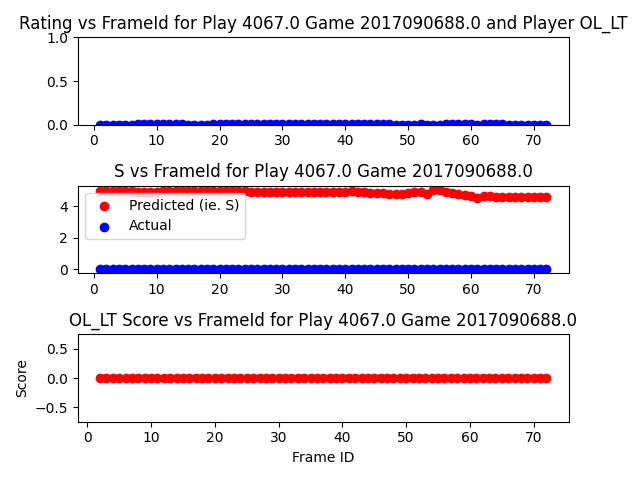 Rating vs FrameId for Play 4067.0 Game 2017090688.0 and Player OL_LT
1.0
0.5
0.0
0 10 20 30 40 50 60 70
S vs FrameId for Play 4067.0 Game 2017090688.0
4
2
0
Predicted (ie. S)
Actual
0 10 20 30 40 50 60 70
OL_LT Score vs FrameId for Play 4067.0 Game 2017090688.0
Score
0.5
0.0
−0.5
0 10 20 30 40 50 60 70
Frame ID